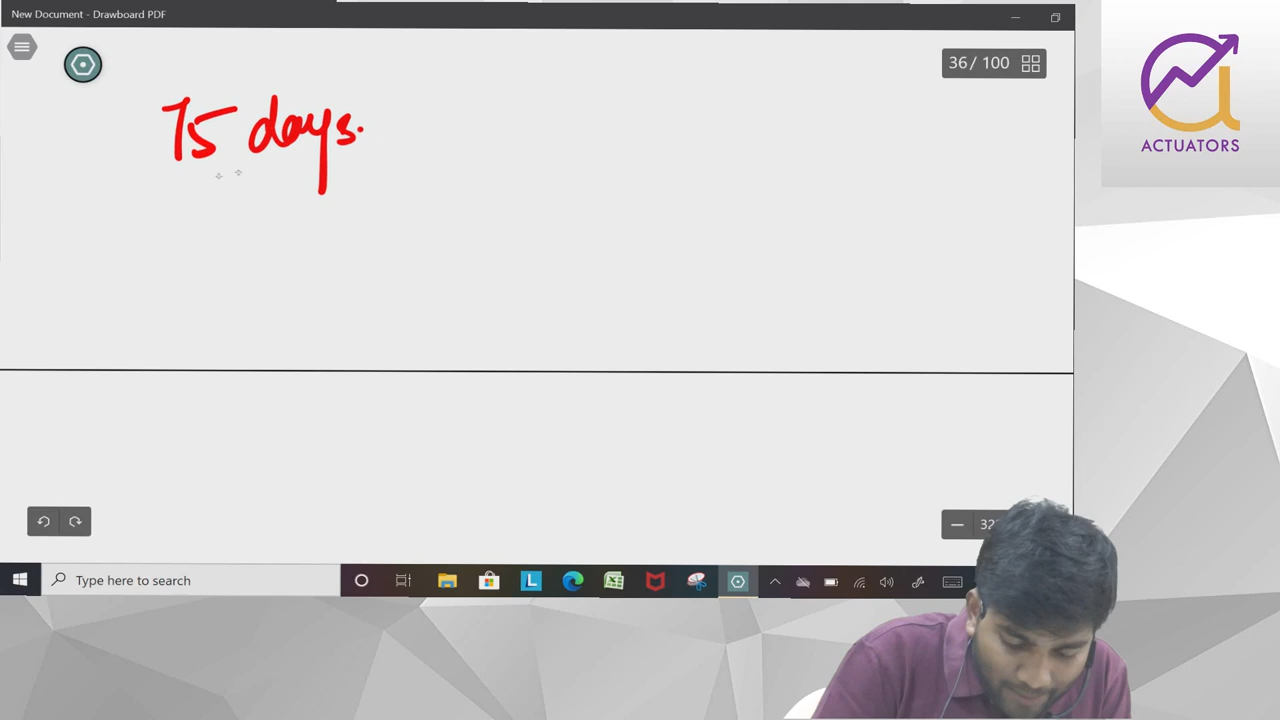 New Document - Drawboard PDF
36 / 100
75 days.
ACTUATORS
Type here to search